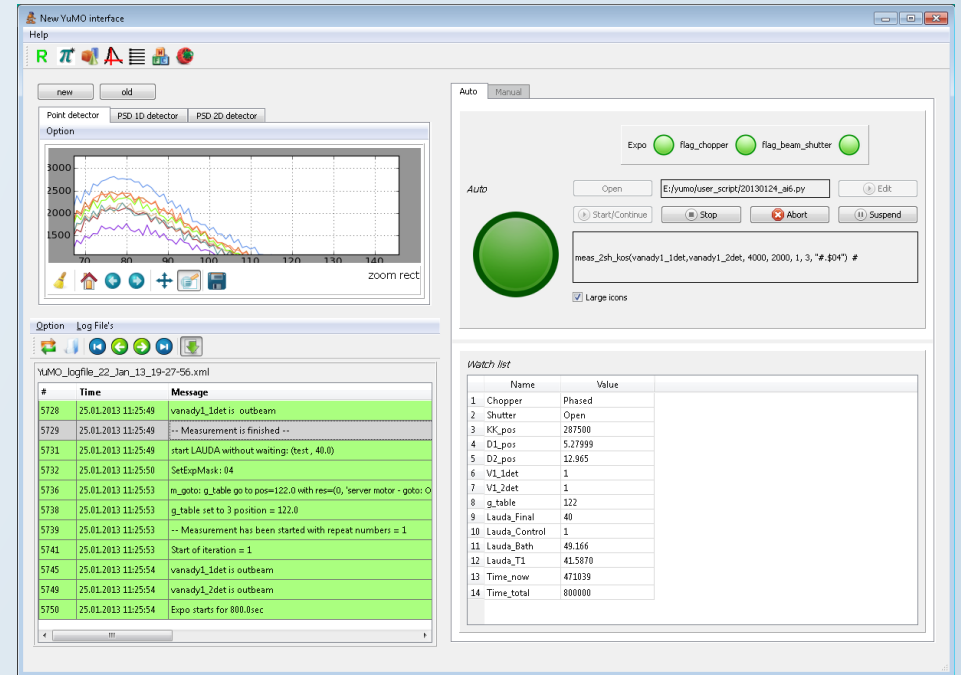 New YuMO interface
Help
R π⁺
new old
Point detector PSD 1D detector PSD 2D detector
Option
3000
2500
2000
1500
70 80 90 100 110 120 130 140
zoom rect
Option Log File's
YuMO_logfile_22_Jan_13_19-27-56.xml
# Time Message
5728 25.01.2013 11:25:49 vanady1_1det is outbeam
5729 25.01.2013 11:25:49 -- Measurement is finished --
5731 25.01.2013 11:25:49 start LAUDA without waiting: (test , 40.0)
5732 25.01.2013 11:25:50 SetExpMask: 04
5736 25.01.2013 11:25:53 m_goto: g_table go to pos=122.0 with res=(0, 'server motor - goto: O
5738 25.01.2013 11:25:53 g_table set to 3 position = 122.0
5739 25.01.2013 11:25:53 -- Measurement has been started with repeat numbers = 1
5741 25.01.2013 11:25:53 Start of iteration = 1
5745 25.01.2013 11:25:54 vanady1_1det is outbeam
5749 25.01.2013 11:25:54 vanady1_2det is outbeam
5750 25.01.2013 11:25:54 Expo starts for 800.0sec
Auto Manual
Expo flag_chopper flag_beam_shutter
Auto
Open E:/yumo/user_script/20130124_ai6.py Edit
Start/Continue Stop Abort Suspend
meas_2sh_kos(vanady1_1det,vanady1_2det, 4000, 2000, 1, 3, "#.$04") #
Large icons
Watch list
Name Value
1 Chopper Phased
2 Shutter Open
3 KK_pos 287500
4 D1_pos 5.27999
5 D2_pos 12.965
6 V1_1det 1
7 V1_2det 1
8 g_table 122
9 Lauda_Final 40
10 Lauda_Control 1
11 Lauda_Bath 49.166
12 Lauda_T1 41.5870
13 Time_now 471039
14 Time_total 800000